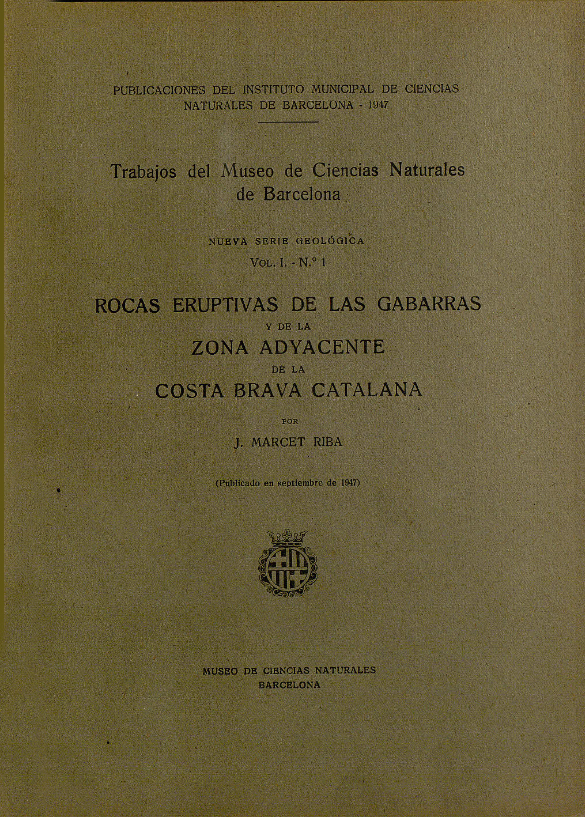 PUBLICACIONES DEL INSTITUTO MUNICIPAL DE CIENCIAS
NATURALES DE BARCELONA - 1947
Trabajos del Museo de Ciencias Naturales
de Barcelona
NUEVA SERIE GEOLÓGICA
VOL. I. - N.º 1
ROCAS ERUPTIVAS DE LAS GABARRAS
Y DE LA
ZONA ADYACENTE
DE LA
COSTA BRAVA CATALANA
POR
J. MARCET RIBA
(Publicado en septiembre de 1947)
MUSEO DE CIENCIAS NATURALES
BARCELONA